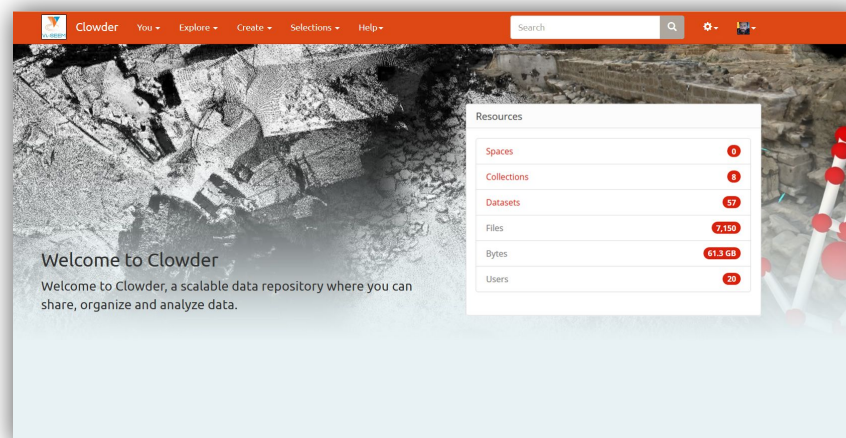 VI-SEEM
Clowder
You
Explore
Create
Selections
Help
Search
Resources
Spaces 0
Collections 8
Datasets 57
Files 7,150
Bytes 61.3 GB
Users 20
Welcome to Clowder
Welcome to Clowder, a scalable data repository where you can
share, organize and analyze data.